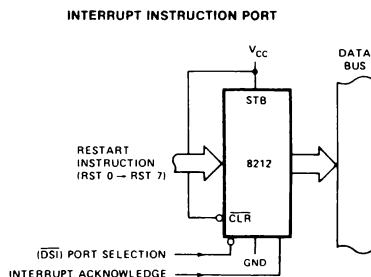 INTERRUPT INSTRUCTION PORT
VCC
DATA
BUS
STB
RESTART
INSTRUCTION
(RST 0 → RST 7)
8212
CLR
(DSI) PORT SELECTION
GND
INTERRUPT ACKNOWLEDGE